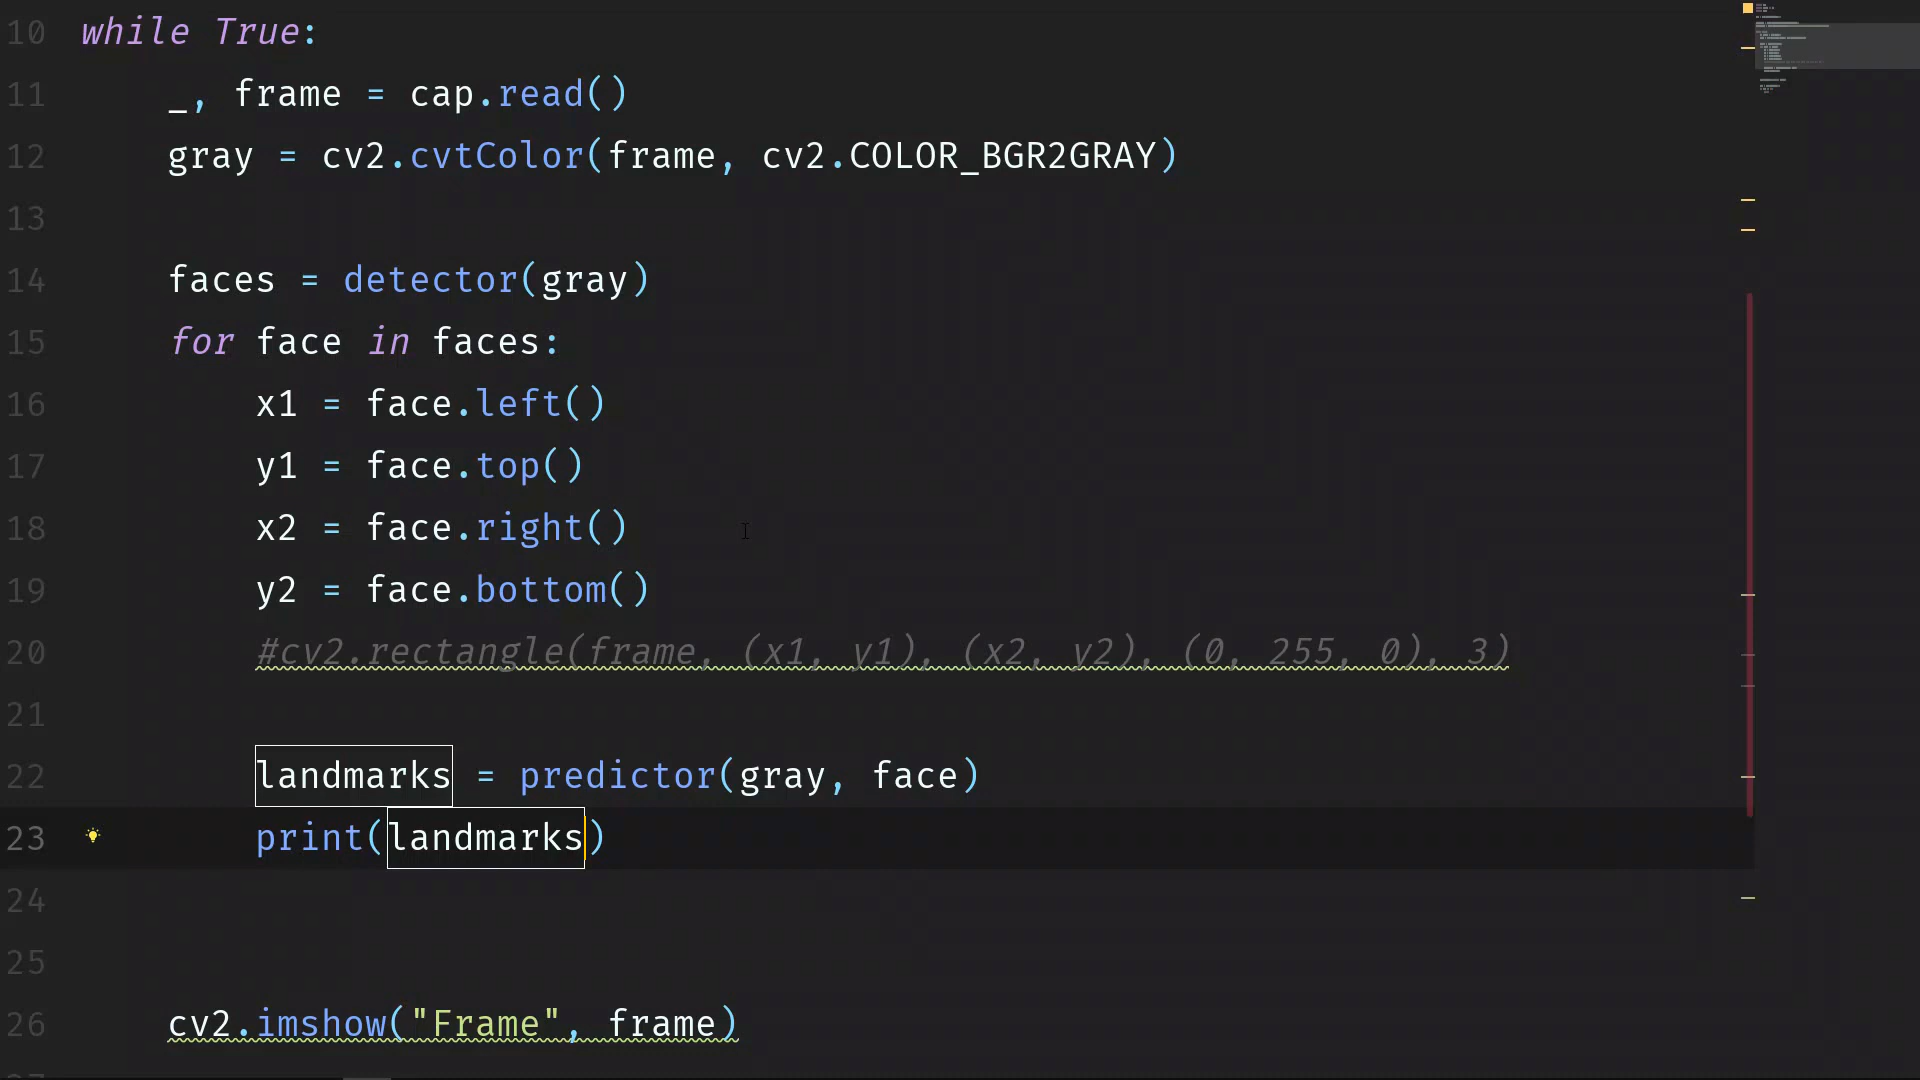 10 while True:
11 _, frame = cap.read()
12 gray = cv2.cvtColor(frame, cv2.COLOR_BGR2GRAY)
13
14 faces = detector(gray)
15 for face in faces:
16 x1 = face.left()
17 y1 = face.top()
18 x2 = face.right()
19 y2 = face.bottom()
20 #cv2.rectangle(frame, (x1, y1), (x2, y2), (0, 255, 0), 3)
21
22 landmarks = predictor(gray, face)
23 print(landmarks)
24
25
26 cv2.imshow("Frame", frame)